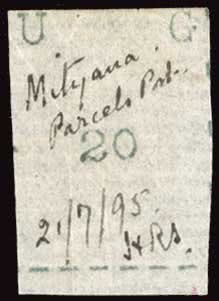 U G
Mityana.
Parcels Post.
20
21/7/95.